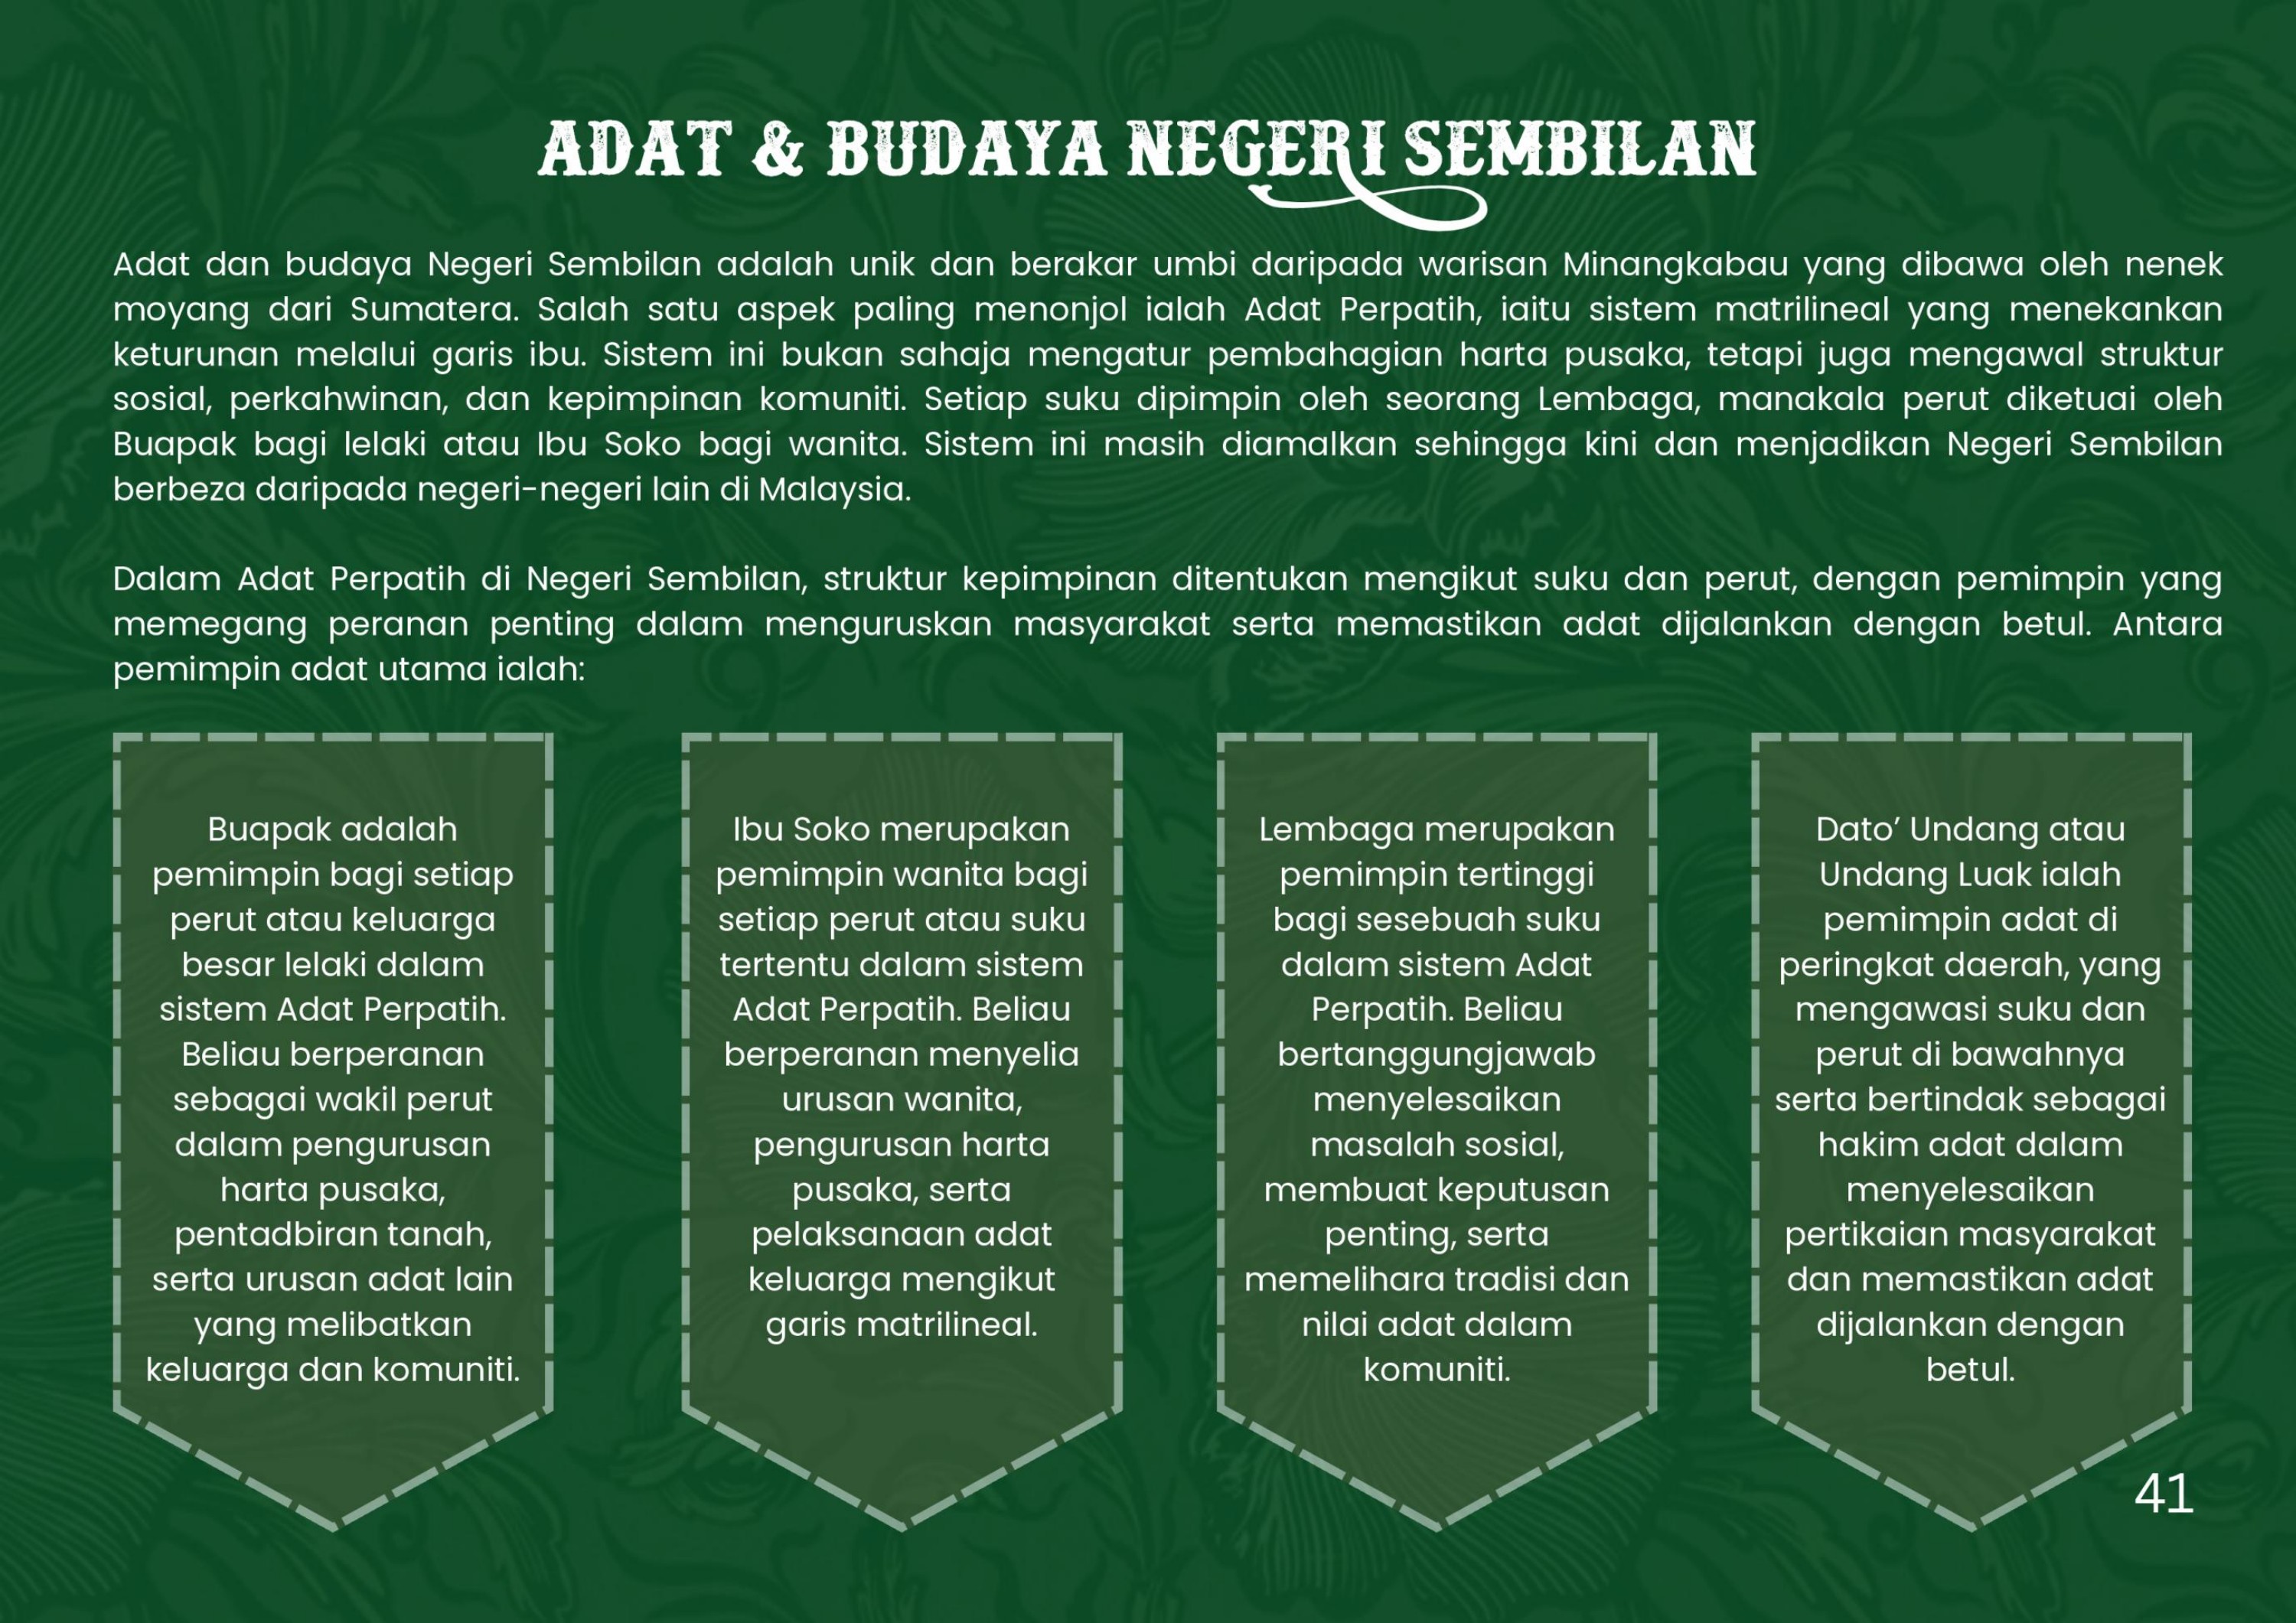 ADAT & BUDAYA NEGERI SEMBILAN
Adat dan budaya Negeri Sembilan adalah unik dan berakar umbi daripada warisan Minangkabau yang dibawa oleh nenek
moyang dari Sumatera. Salah satu aspek paling menonjol ialah Adat Perpatih, iaitu sistem matrilineal yang menekankan
keturunan melalui garis ibu. Sistem ini bukan sahaja mengatur pembahagian harta pusaka, tetapi juga mengawal struktur
sosial, perkahwinan, dan kepimpinan komuniti. Setiap suku dipimpin oleh seorang Lembaga, manakala perut diketuai oleh
Buapak bagi lelaki atau Ibu Soko bagi wanita. Sistem ini masih diamalkan sehingga kini dan menjadikan Negeri Sembilan
berbeza daripada negeri-negeri lain di Malaysia.
Dalam Adat Perpatih di Negeri Sembilan, struktur kepimpinan ditentukan mengikut suku dan perut, dengan pemimpin yang
memegang peranan penting dalam menguruskan masyarakat serta memastikan adat dijalankan dengan betul. Antara
pemimpin adat utama ialah:
Buapak adalah
pemimpin bagi setiap
perut atau keluarga
besar lelaki dalam
sistem Adat Perpatih.
Beliau berperanan
sebagai wakil perut
dalam pengurusan
harta pusaka,
pentadbiran tanah,
serta urusan adat lain
yang melibatkan
keluarga dan komuniti.
Ibu Soko merupakan
pemimpin wanita bagi
setiap perut atau suku
tertentu dalam sistem
Adat Perpatih. Beliau
berperanan menyelia
urusan wanita,
pengurusan harta
pusaka, serta
pelaksanaan adat
keluarga mengikut
garis matrilineal.
Lembaga merupakan
pemimpin tertinggi
bagi sesebuah suku
dalam sistem Adat
Perpatih. Beliau
bertanggungjawab
menyelesaikan
masalah sosial,
membuat keputusan
penting, serta
memelihara tradisi dan
nilai adat dalam
komuniti.
Dato’ Undang atau
Undang Luak ialah
pemimpin adat di
peringkat daerah, yang
mengawasi suku dan
perut di bawahnya
serta bertindak sebagai
hakim adat dalam
menyelesaikan
pertikaian masyarakat
dan memastikan adat
dijalankan dengan
betul.
41